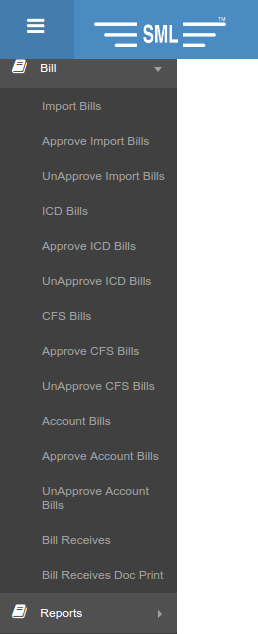 SML TM
Bill
Import Bills
Approve Import Bills
UnApprove Import Bills
ICD Bills
Approve ICD Bills
UnApprove ICD Bills
CFS Bills
Approve CFS Bills
UnApprove CFS Bills
Account Bills
Approve Account Bills
UnApprove Account
Bills
Bill Receives
Bill Receives Doc Print
Reports